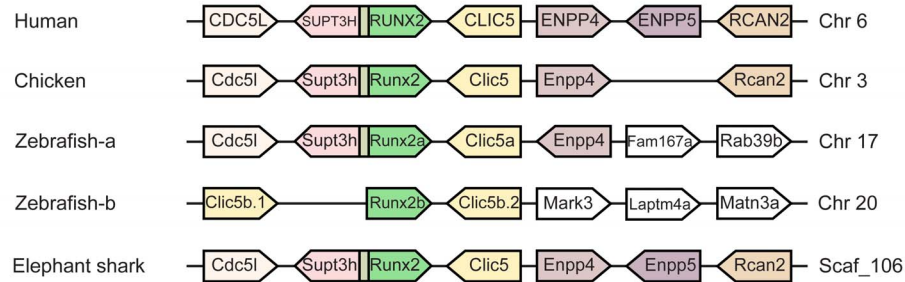 Human CDC5L SUPT3H RUNX2 CLIC5 ENPP4 ENPP5 RCAN2 Chr 6
Chicken Cdc5l Supt3h Runx2 Clic5 Enpp4 Rcan2 Chr 3
Zebrafish-a Cdc5l Supt3h Runx2a Clic5a Enpp4 Fam167a Rab39b Chr 17
Zebrafish-b Clic5b.1 Runx2b Clic5b.2 Mark3 Laptm4a Matn3a Chr 20
Elephant shark Cdc5l Supt3h Runx2 Clic5 Enpp4 Enpp5 Rcan2 Scaf_106